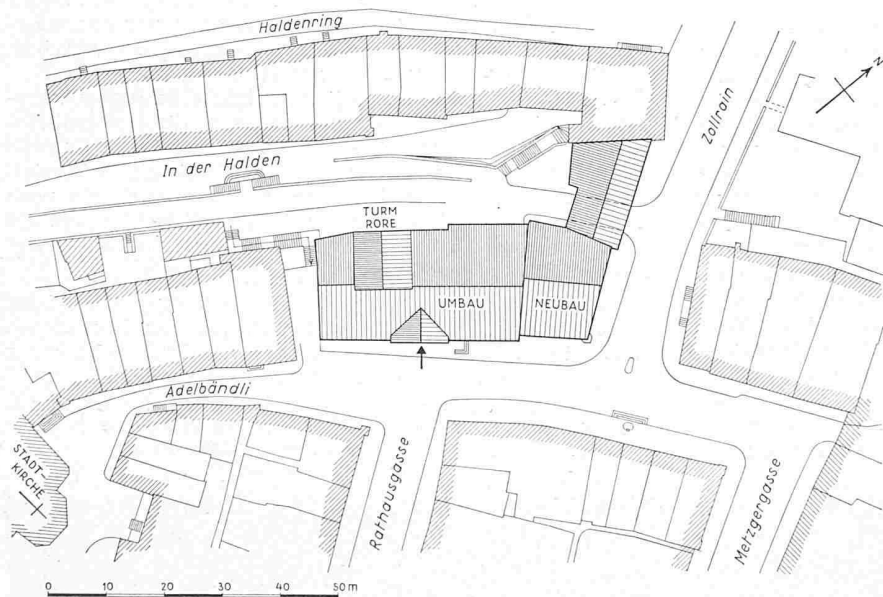 Haldenring
Zollrain
N
In der Halden
TURM
RORE
UMBAU
NEUBAU
Adelbändli
STADT-
KIRCHE
Rathausgasse
Metzgergasse
0 10 20 30 40 50 m